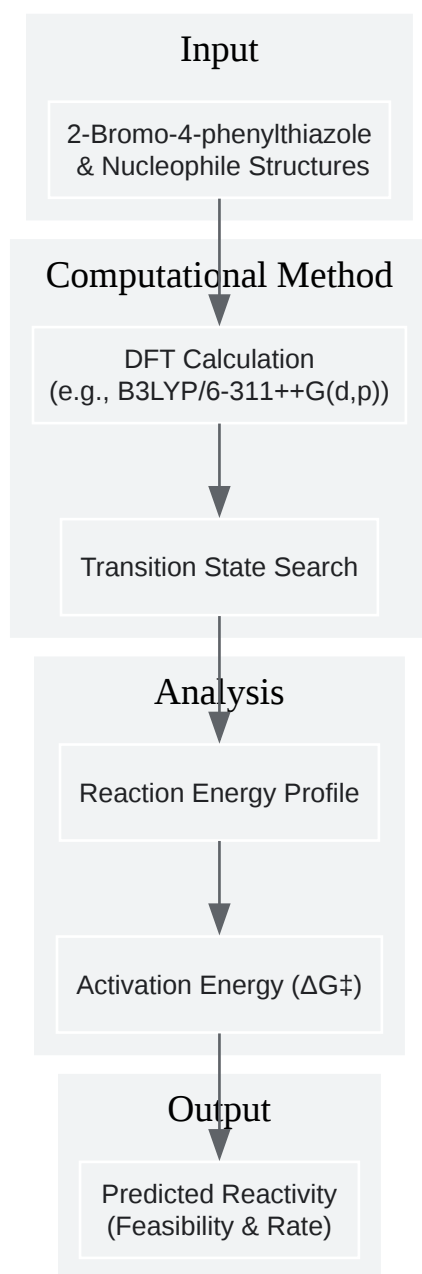 Input
2-Bromo-4-phenylthiazole
& Nucleophile Structures
Computational Method
DFT Calculation
(e.g., B3LYP/6-311++G(d,p))
Transition State Search
Analysis
Reaction Energy Profile
Activation Energy (ΔG‡)
Output
Predicted Reactivity
(Feasibility & Rate)